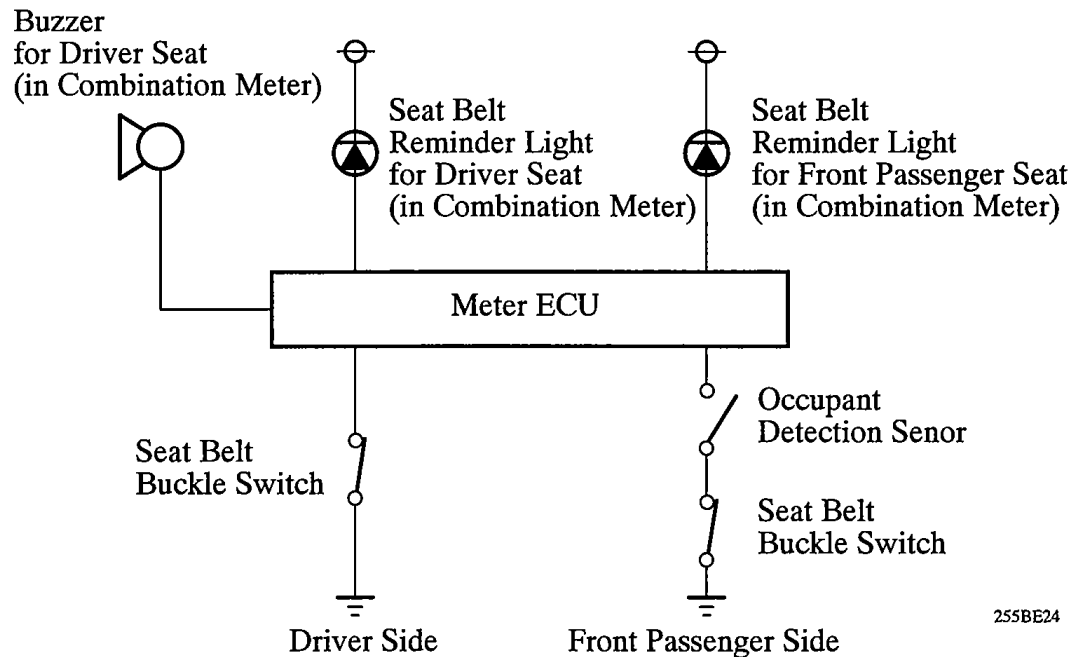 Buzzer
for Driver Seat
(in Combination Meter)
Seat Belt
Reminder Light
for Driver Seat
(in Combination Meter)
Seat Belt
Reminder Light
for Front Passenger Seat
(in Combination Meter)
Meter ECU
Seat Belt
Buckle Switch
Occupant
Detection Senor
Seat Belt
Buckle Switch
Driver Side
Front Passenger Side
255BE24